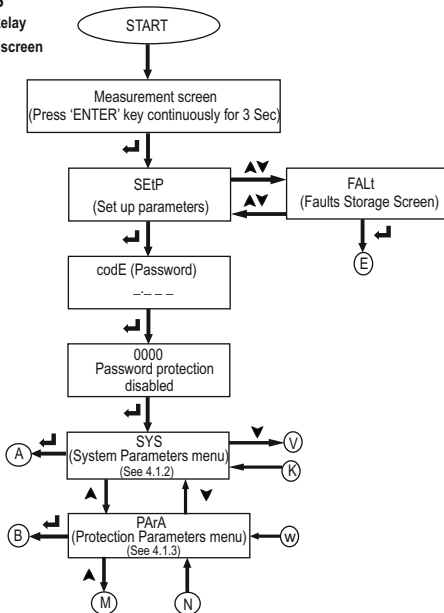 elay
screen
START
Measurement screen
(Press ‘ENTER’ key continuously for 3 Sec)
SEtP
(Set up parameters)
FALt
(Faults Storage Screen)
E
codE (Password)
_._ _ _
0000
Password protection
disabled
SYS
(System Parameters menu)
(See 4.1.2)
A
V
K
PArA
(Protection Parameters menu)
(See 4.1.3)
B
w
M
N